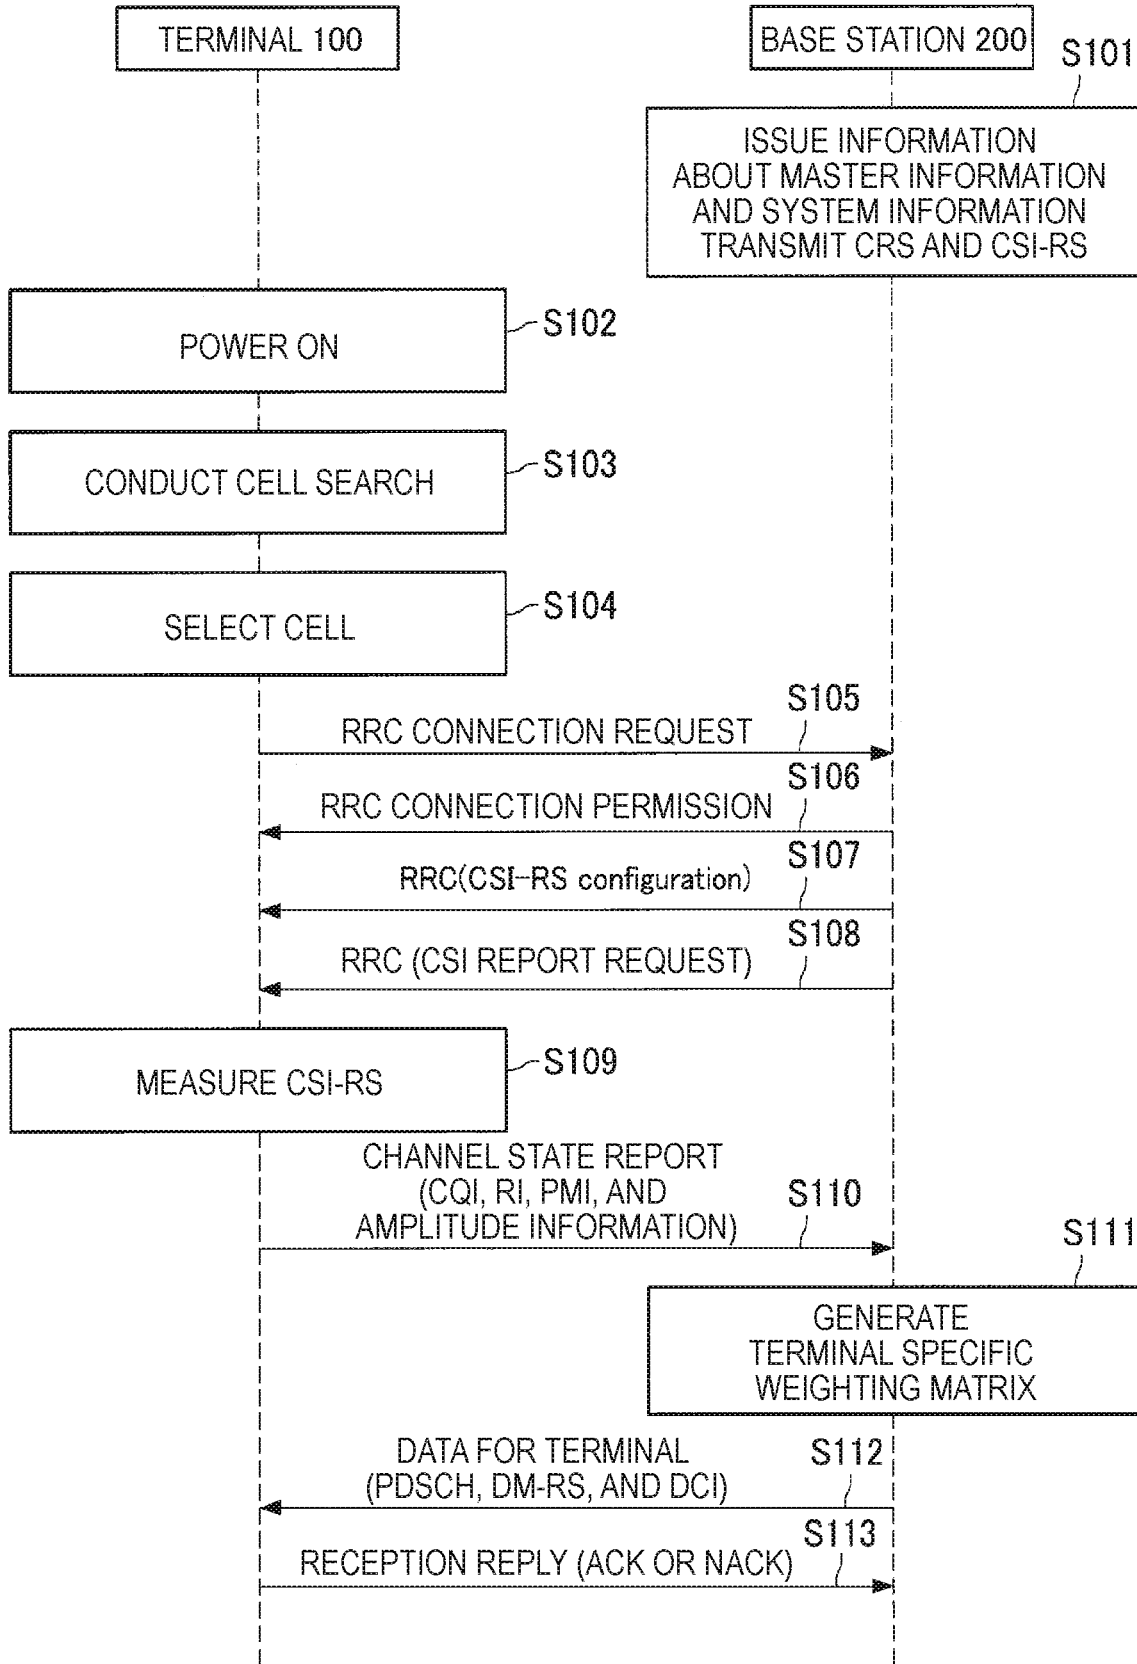 TERMINAL 100
BASE STATION 200
S101
ISSUE INFORMATION
ABOUT MASTER INFORMATION
AND SYSTEM INFORMATION
TRANSMIT CRS AND CSI-RS
S102
POWER ON
S103
CONDUCT CELL SEARCH
S104
SELECT CELL
S105
RRC CONNECTION REQUEST
S106
RRC CONNECTION PERMISSION
S107
RRC(CSI-RS configuration)
S108
RRC (CSI REPORT REQUEST)
S109
MEASURE CSI-RS
CHANNEL STATE REPORT
(CQI, RI, PMI, AND
AMPLITUDE INFORMATION)
S110
S111
GENERATE
TERMINAL SPECIFIC
WEIGHTING MATRIX
DATA FOR TERMINAL
(PDSCH, DM-RS, AND DCI)
S112
S113
RECEPTION REPLY (ACK OR NACK)